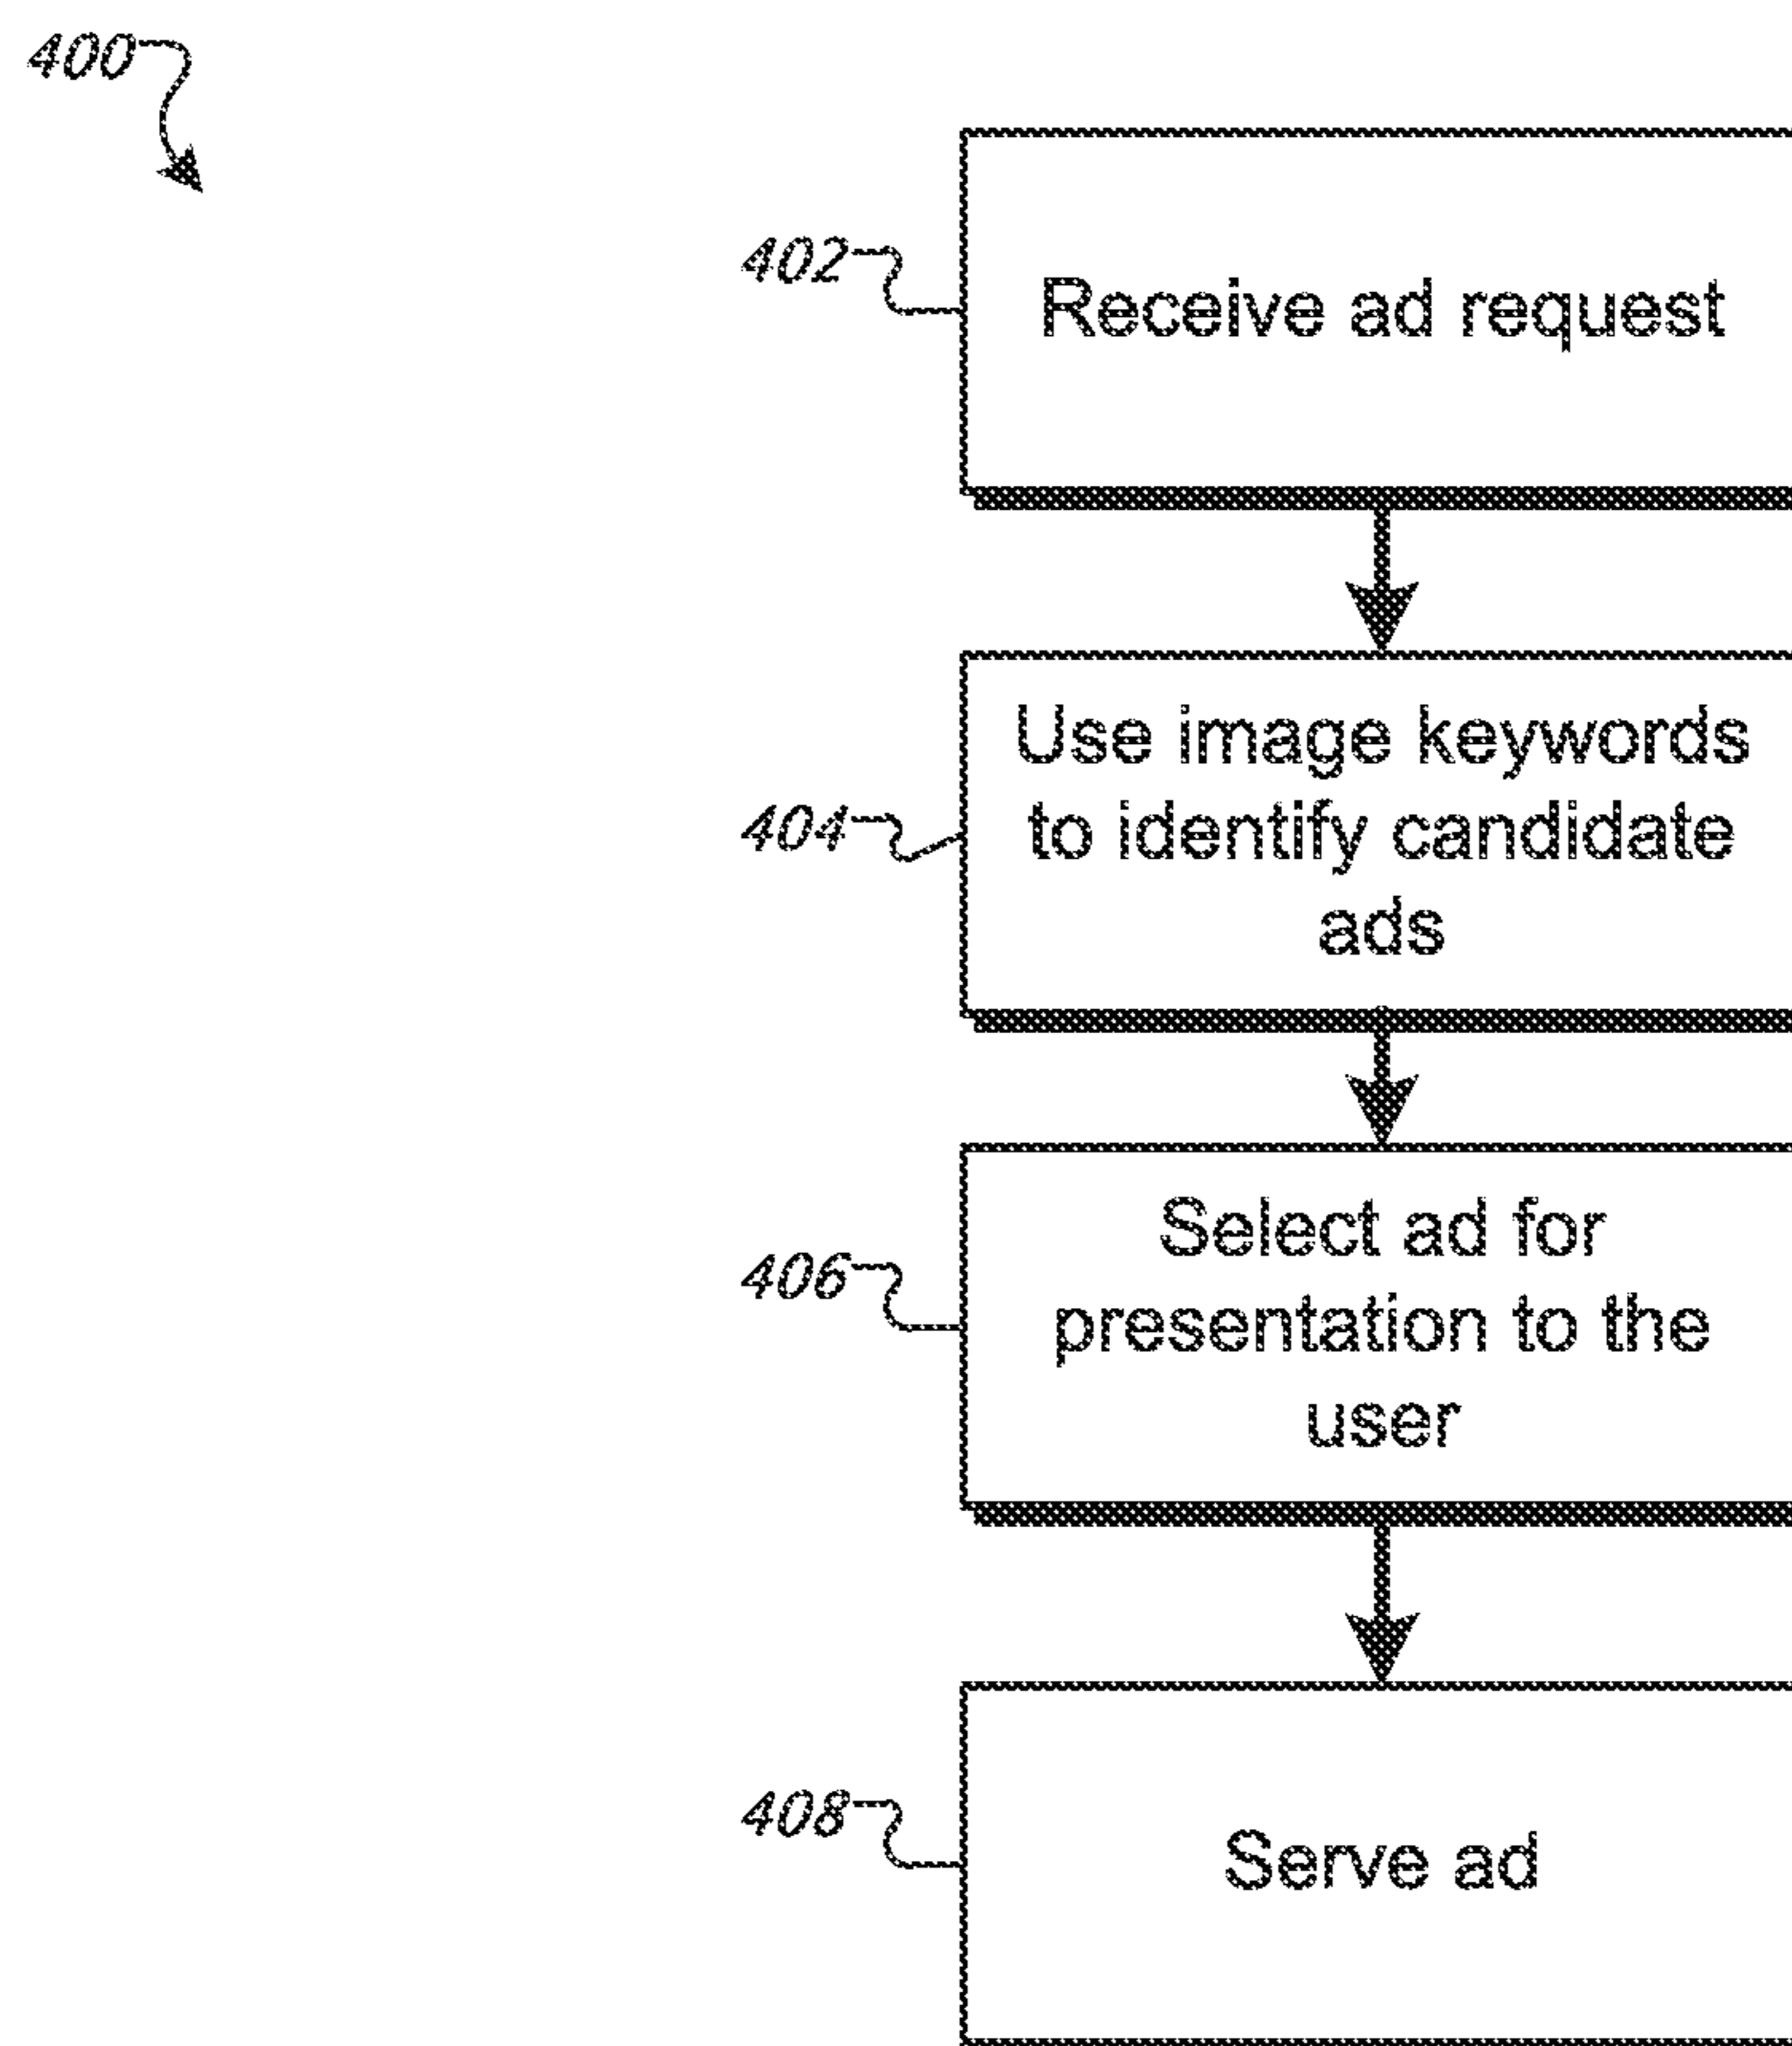 400
402
Receive ad request
404
Use image keywords
to identify candidate
ads
406
Select ad for
presentation to the
user
408
Serve ad